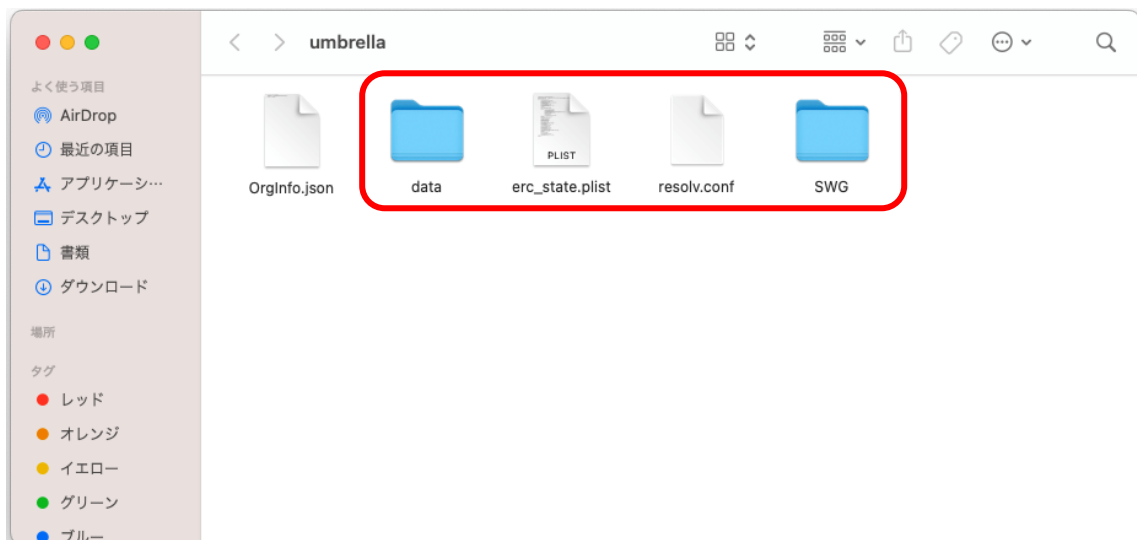 umbrella
よく使う項目
AirDrop
最近の項目
アプリケーシ…
デスクトップ
書類
ダウンロード
場所
タグ
レッド
オレンジ
イエロー
グリーン
ブルー
PLIST
OrgInfo.json
data
erc_state.plist
resolv.conf
SWG